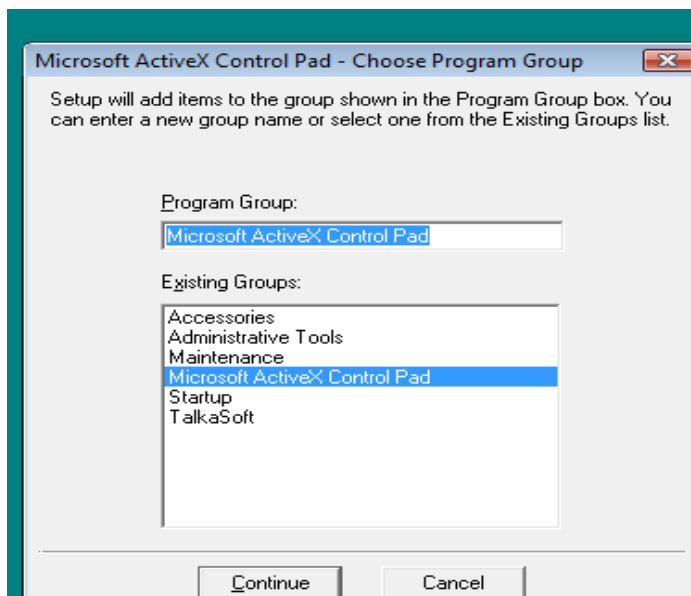 Microsoft ActiveX Control Pad - Choose Program Group
Setup will add items to the group shown in the Program Group box. You
can enter a new group name or select one from the Existing Groups list.
Program Group:
Microsoft ActiveX Control Pad
Existing Groups:
Accessories
Administrative Tools
Maintenance
Microsoft ActiveX Control Pad
Startup
TalkaSoft
Continue
Cancel